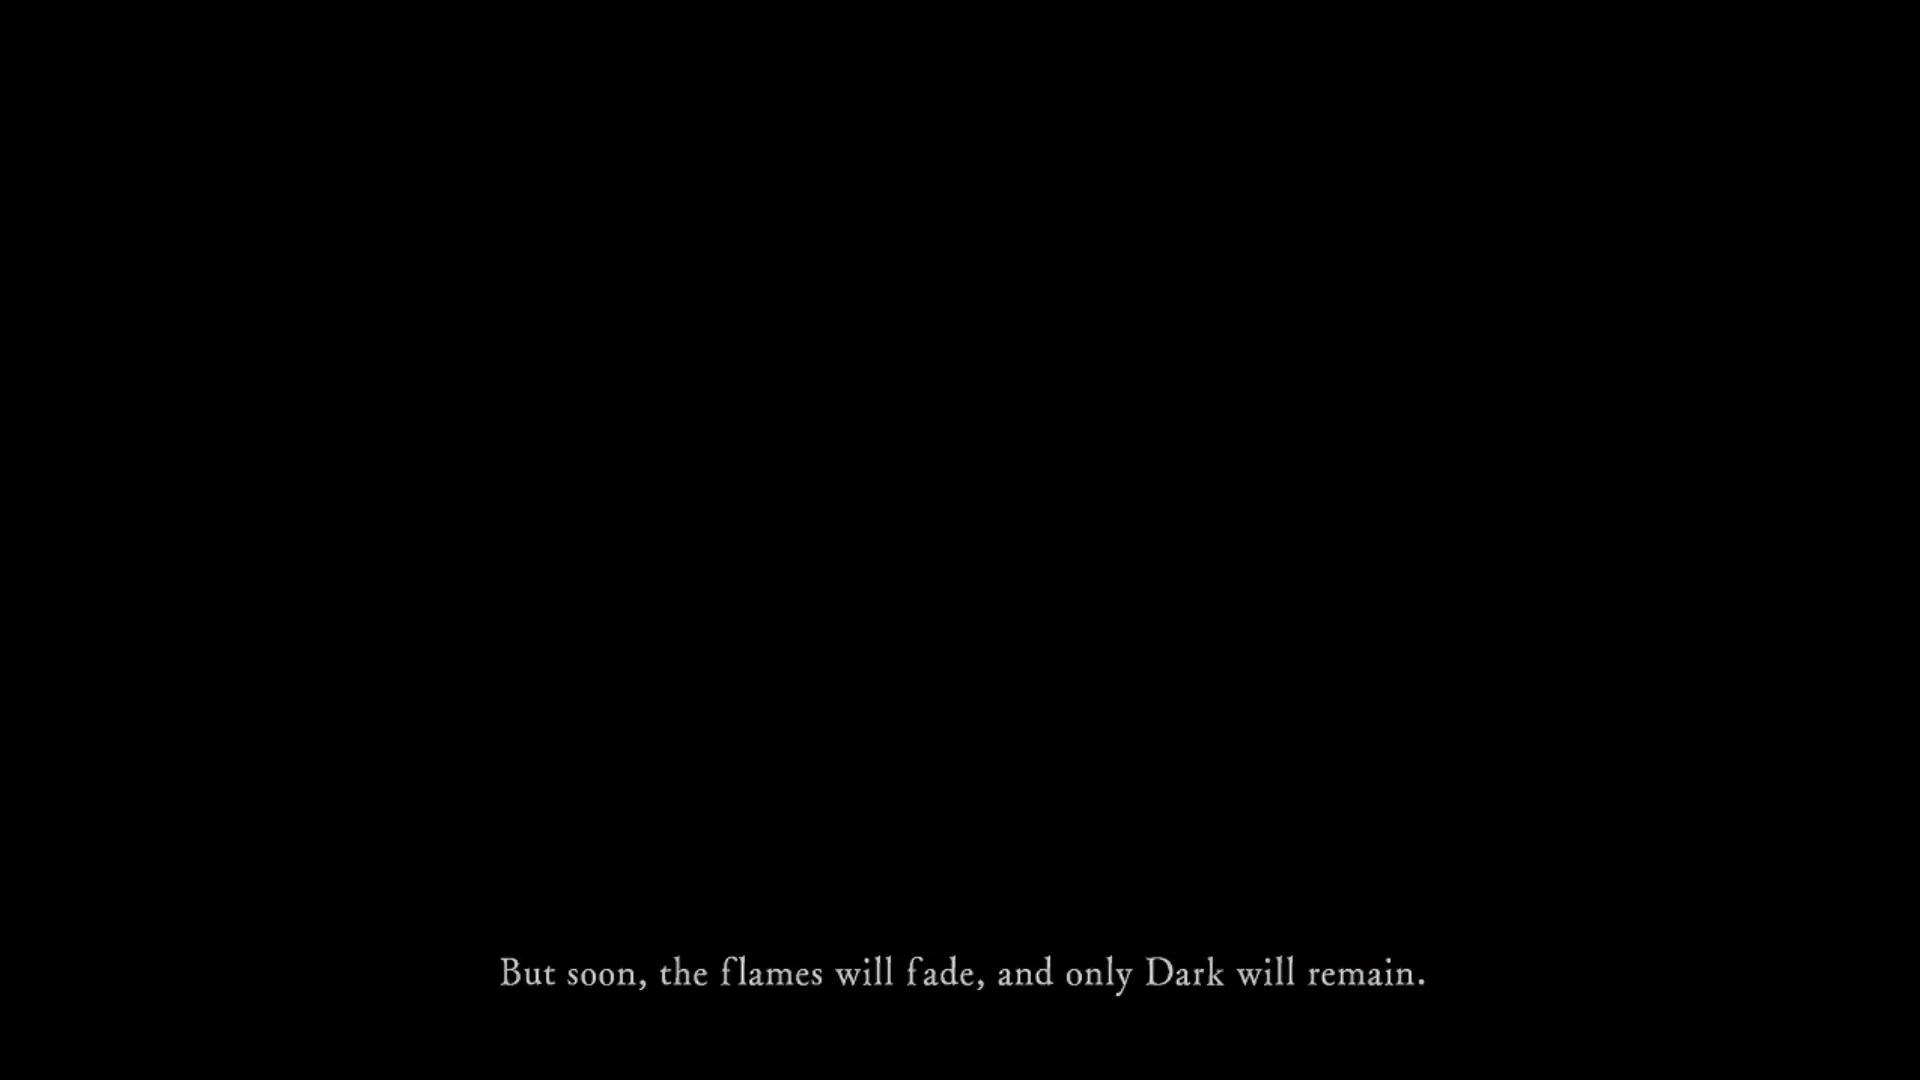 But soon, the flames will fade, and only Dark will remain.